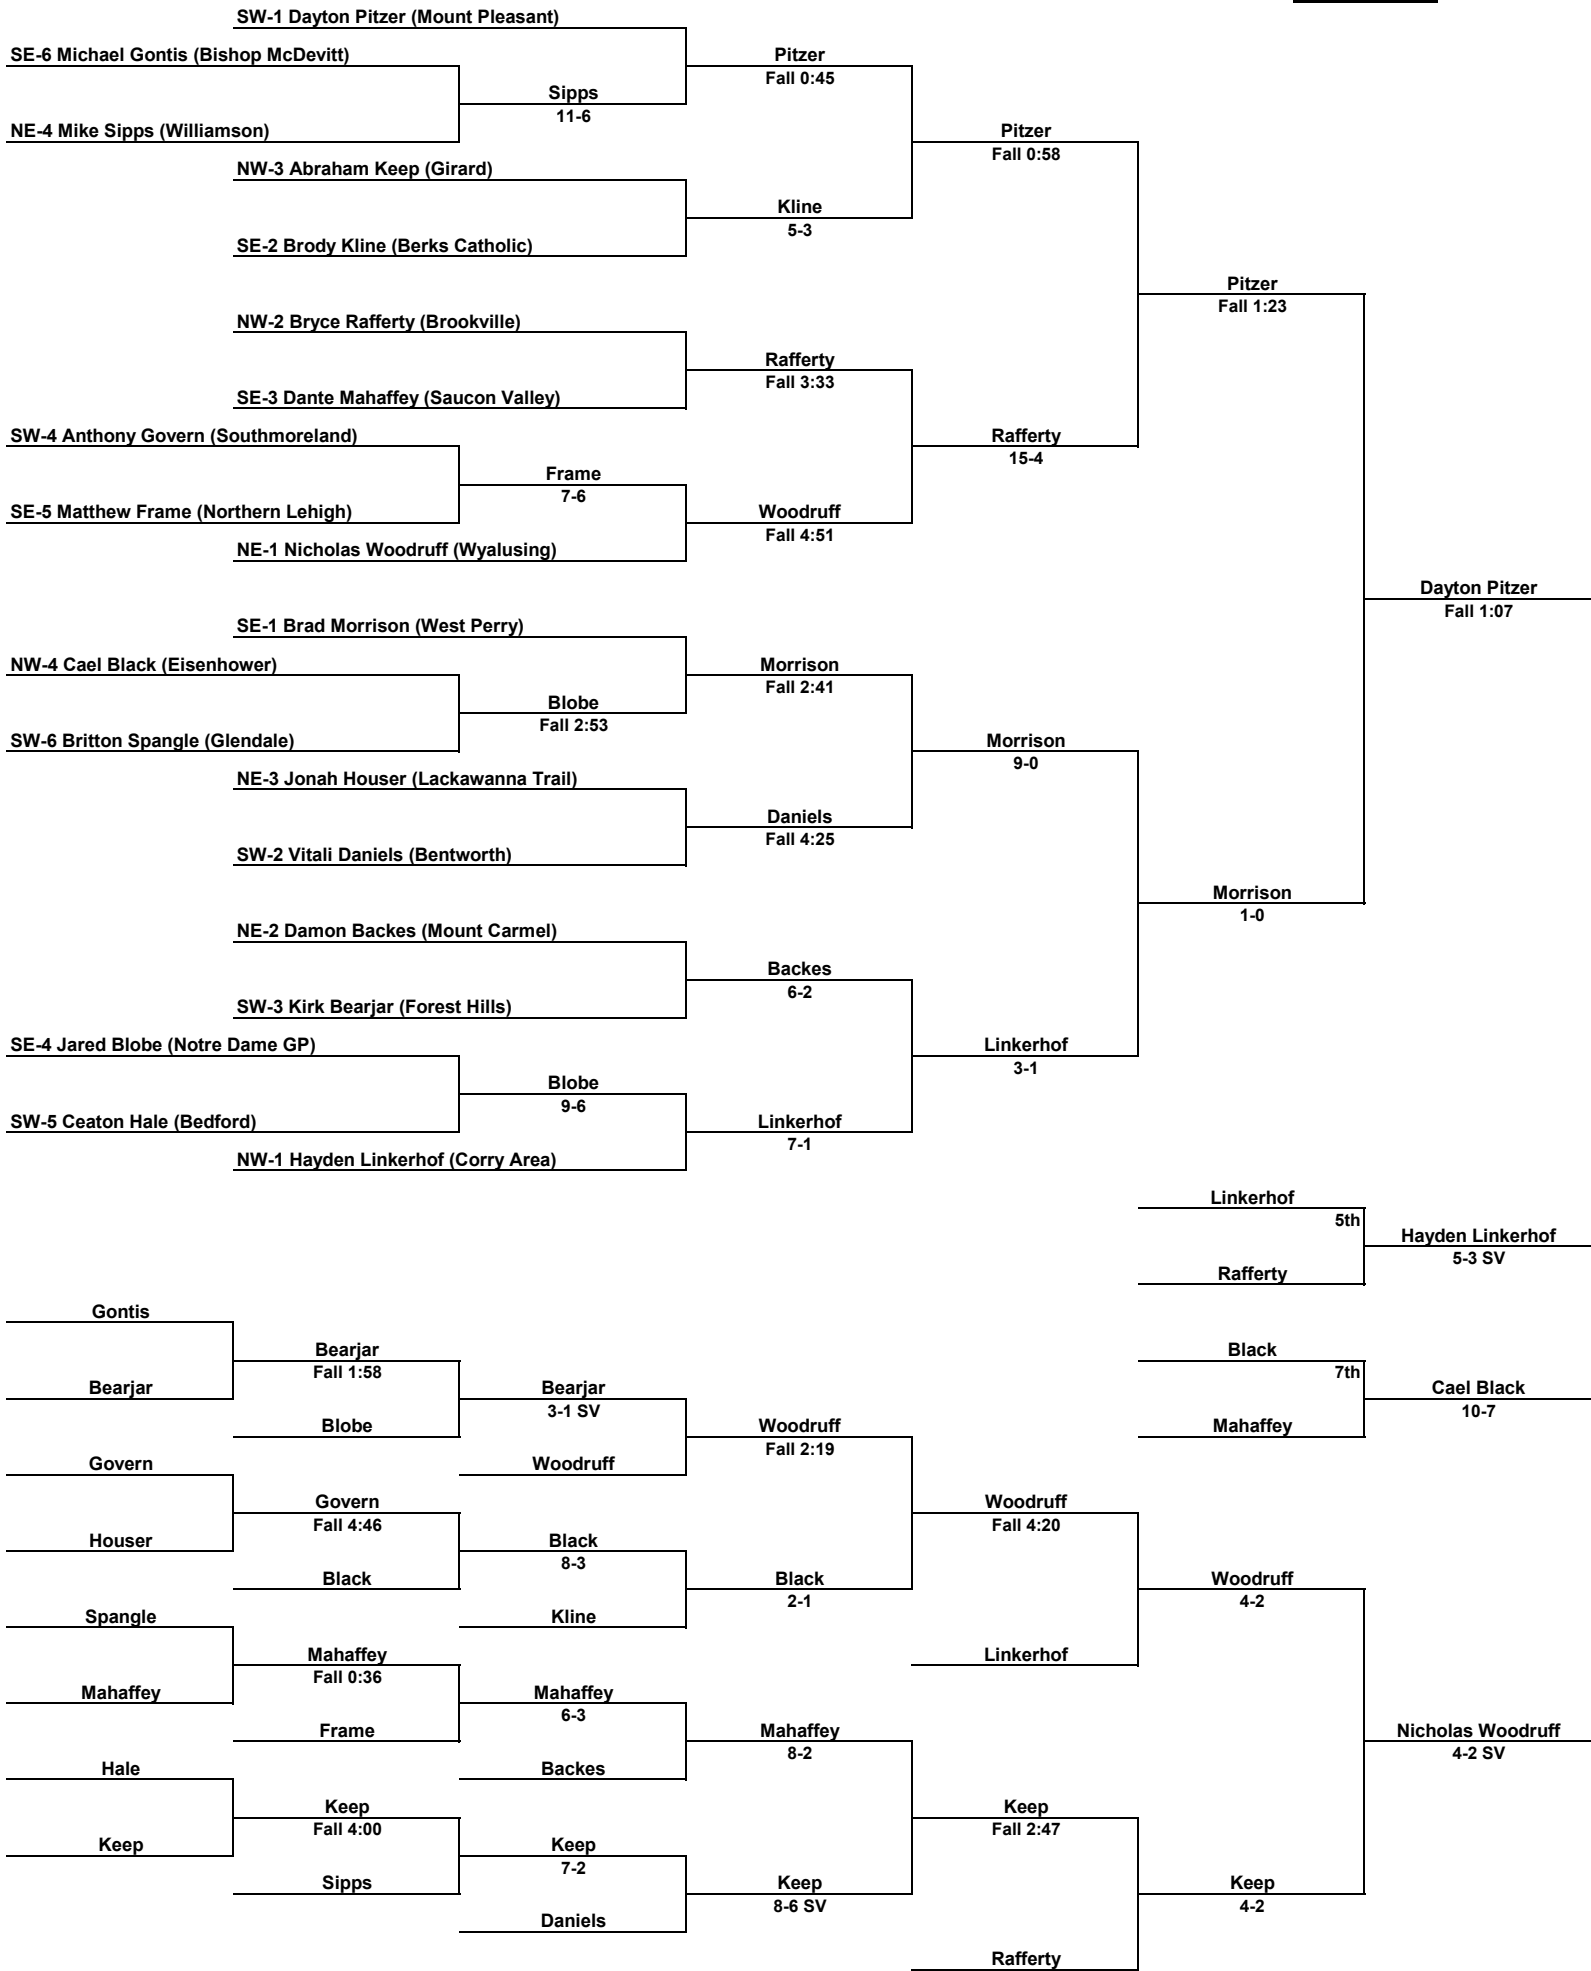 SW-1 Dayton Pitzer (Mount Pleasant)
SE-6 Michael Gontis (Bishop McDevitt)
Pitzer
Fall 0:45
Sipps
11-6
NE-4 Mike Sipps (Williamson)
Pitzer
Fall 0:58
NW-3 Abraham Keep (Girard)
Kline
5-3
SE-2 Brody Kline (Berks Catholic)
Pitzer
Fall 1:23
NW-2 Bryce Rafferty (Brookville)
Rafferty
Fall 3:33
SE-3 Dante Mahaffey (Saucon Valley)
SW-4 Anthony Govern (Southmoreland)
Rafferty
15-4
Frame
7-6
SE-5 Matthew Frame (Northern Lehigh)
Woodruff
Fall 4:51
NE-1 Nicholas Woodruff (Wyalusing)
Dayton Pitzer
Fall 1:07
SE-1 Brad Morrison (West Perry)
NW-4 Cael Black (Eisenhower)
Morrison
Fall 2:41
Blobe
Fall 2:53
SW-6 Britton Spangle (Glendale)
Morrison
9-0
NE-3 Jonah Houser (Lackawanna Trail)
Daniels
Fall 4:25
SW-2 Vitali Daniels (Bentworth)
Morrison
1-0
NE-2 Damon Backes (Mount Carmel)
Backes
6-2
SW-3 Kirk Bearjar (Forest Hills)
SE-4 Jared Blobe (Notre Dame GP)
Linkerhof
3-1
Blobe
9-6
SW-5 Ceaton Hale (Bedford)
Linkerhof
7-1
NW-1 Hayden Linkerhof (Corry Area)
Linkerhof
5th
Hayden Linkerhof
5-3 SV
Rafferty
Gontis
Bearjar
Fall 1:58
Black
7th
Bearjar
Bearjar
3-1 SV
Cael Black
10-7
Blobe
Woodruff
Fall 2:19
Mahaffey
Govern
Woodruff
Govern
Fall 4:46
Woodruff
Fall 4:20
Houser
Black
8-3
Black
Black
2-1
Woodruff
4-2
Spangle
Kline
Mahaffey
Fall 0:36
Linkerhof
Mahaffey
Mahaffey
6-3
Frame
Mahaffey
8-2
Nicholas Woodruff
4-2 SV
Hale
Backes
Keep
Fall 4:00
Keep
Fall 2:47
Keep
Keep
7-2
Sipps
Keep
8-6 SV
Keep
4-2
Daniels
Rafferty